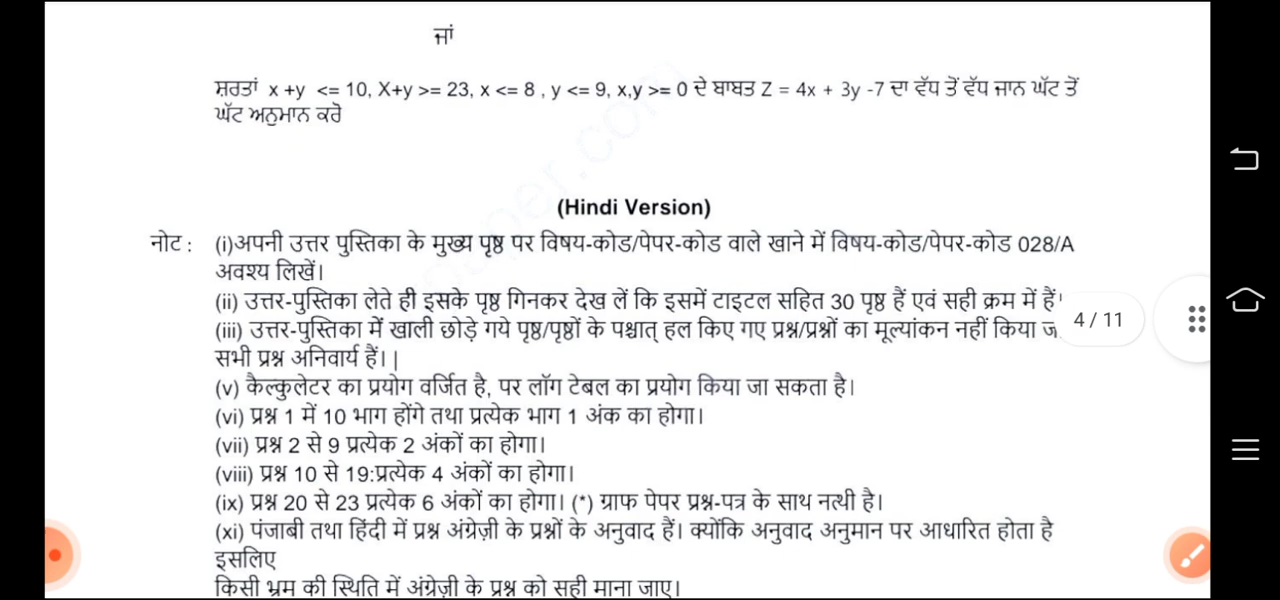 ਜਾਂ
ਸ਼ਰਤਾਂ x +y <= 10, X+y >= 23, x <= 8 , y <= 9, x,y >= 0 ਦੇ ਬਾਬਤ Z = 4x + 3y -7 ਦਾ ਵੱਧ ਤੋਂ ਵੱਧ ਜਾਨ ਘੱਟ ਤੋਂ
ਘੱਟ ਅਨੁਮਾਨ ਕਰੋ
(Hindi Version)
नोट : (i)अपनी उत्तर पुस्तिका के मुख्य पृष्ठ पर विषय-कोड/पेपर-कोड वाले खाने में विषय-कोड/पेपर-कोड 028/A
अवश्य लिखें।
(ii) उत्तर-पुस्तिका लेते ही इसके पृष्ठ गिनकर देख लें कि इसमें टाइटल सहित 30 पृष्ठ हैं एवं सही क्रम में हैं।
(iii) उत्तर-पुस्तिका में खाली छोड़े गये पृष्ठ/पृष्ठों के पश्चात् हल किए गए प्रश्न/प्रश्नों का मूल्यांकन नहीं किया
4 / 11
सभी प्रश्न अनिवार्य हैं।|
(v) कैल्कुलेटर का प्रयोग वर्जित है, पर लॉग टेबल का प्रयोग किया जा सकता है।
(vi) प्रश्न 1 में 10 भाग होंगे तथा प्रत्येक भाग 1 अंक का होगा।
(vii) प्रश्न 2 से 9 प्रत्येक 2 अंकों का होगा।
(viii) प्रश्न 10 से 19:प्रत्येक 4 अंकों का होगा।
(ix) प्रश्न 20 से 23 प्रत्येक 6 अंकों का होगा। (*) ग्राफ पेपर प्रश्न-पत्र के साथ नत्थी है।
(xi) पंजाबी तथा हिंदी में प्रश्न अंग्रेज़ी के प्रश्नों के अनुवाद हैं। क्योंकि अनुवाद अनुमान पर आधारित होता है
इसलिए
किसी भ्रम की स्थिति में अंग्रेज़ी के प्रश्न को सही माना जाए।